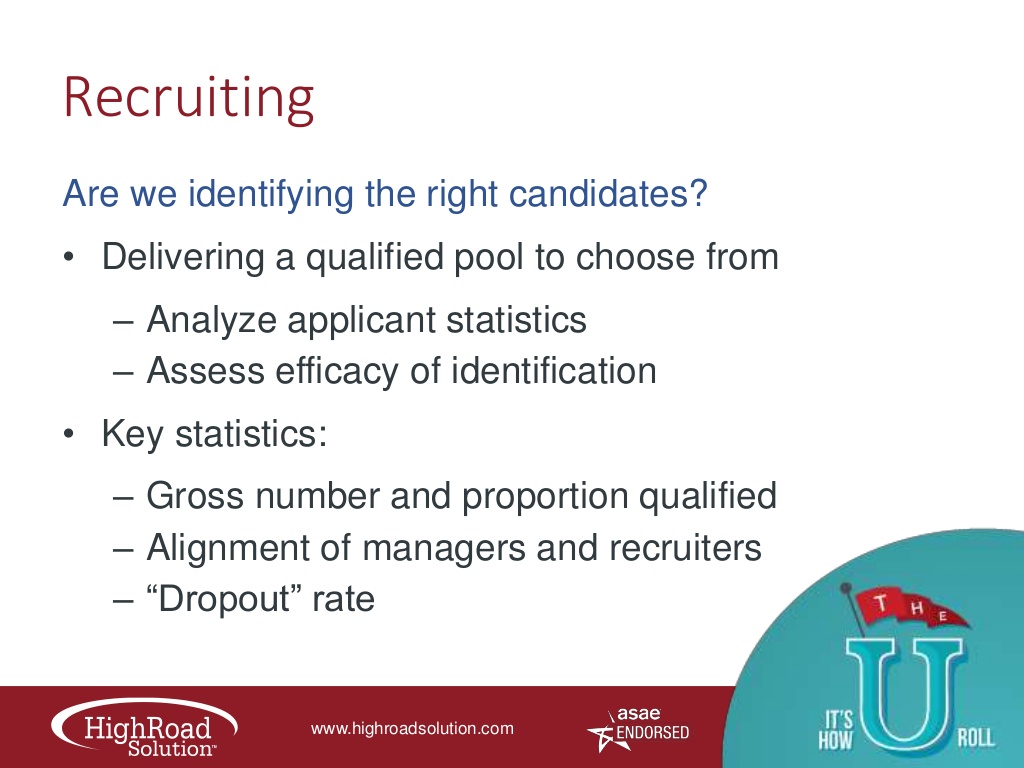 Recruiting
Are we identifying the right candidates?
• Delivering a qualified pool to choose from
– Analyze applicant statistics
– Assess efficacy of identification
• Key statistics:
– Gross number and proportion qualified
– Alignment of managers and recruiters
– “Dropout” rate
THE
U
IT'S
HOW
ROLL
HighRoad
Solution™
www.highroadsolution.com
asae
ENDORSED